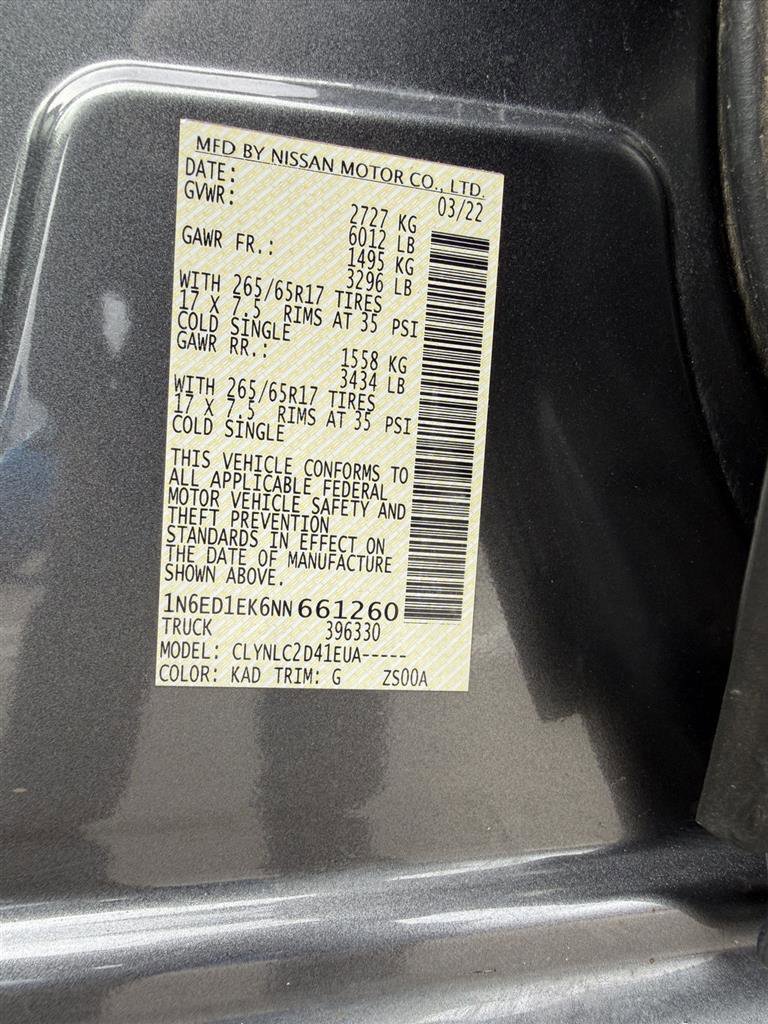 MFD BY NISSAN MOTOR CO., LTD.
DATE: 03/22
GVWR: 2727 KG
6012 LB
GAWR FR.: 1495 KG
3296 LB
WITH 265/65R17 TIRES
17 X 7.5 RIMS AT 35 PSI
COLD SINGLE
GAWR RR.: 1558 KG
3434 LB
WITH 265/65R17 TIRES
17 X 7.5 RIMS AT 35 PSI
COLD SINGLE
THIS VEHICLE CONFORMS TO
ALL APPLICABLE FEDERAL
MOTOR VEHICLE SAFETY AND
THEFT PREVENTION
STANDARDS IN EFFECT ON
THE DATE OF MANUFACTURE
SHOWN ABOVE.
1N6ED1EK6NN661260
TRUCK 396330
MODEL: CLYNLC2D41EUA-----
COLOR: KAD TRIM: G ZS00A